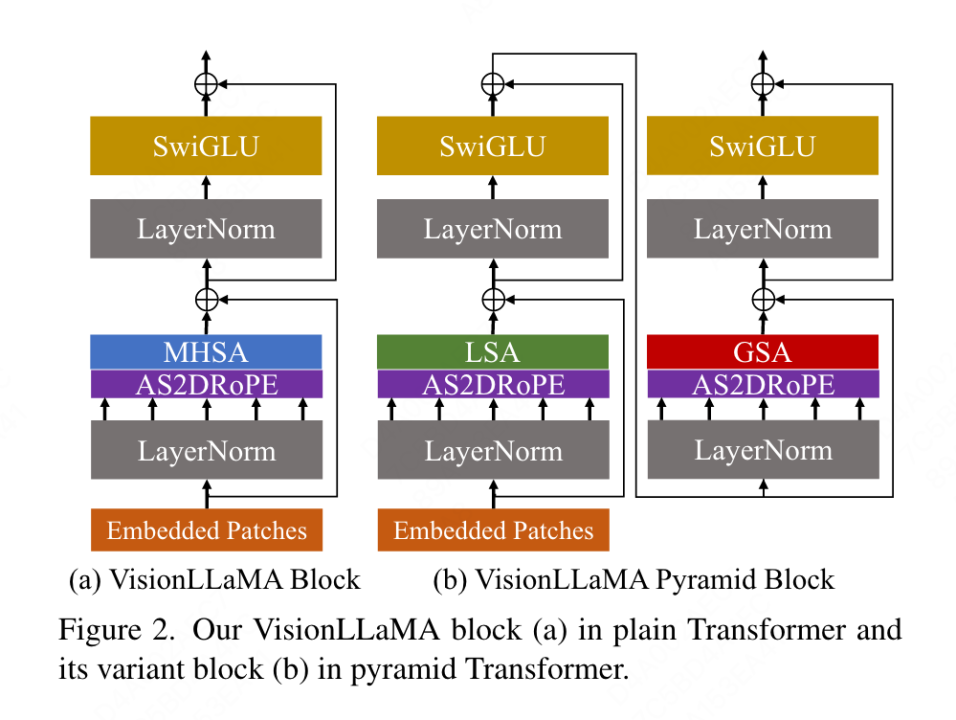 SwiGLU
LayerNorm
MHSA
AS2DRoPE
LayerNorm
Embedded Patches
(a) VisionLLaMA Block
SwiGLU
LayerNorm
LSA
AS2DRoPE
LayerNorm
Embedded Patches
SwiGLU
LayerNorm
GSA
AS2DRoPE
LayerNorm
(b) VisionLLaMA Pyramid Block
Figure 2. Our VisionLLaMA block (a) in plain Transformer and
its variant block (b) in pyramid Transformer.